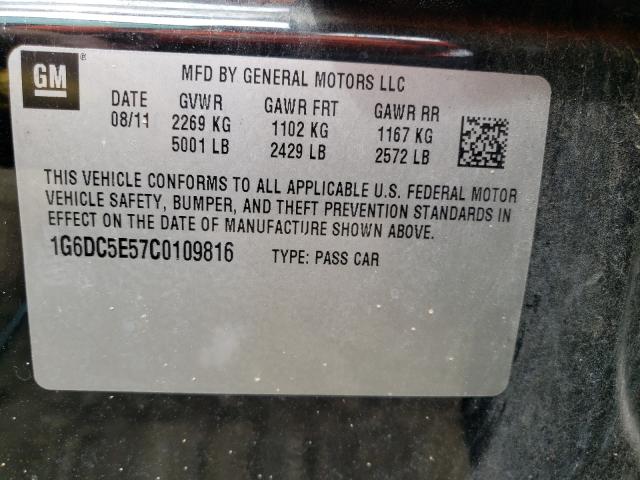 GM®
MFD BY GENERAL MOTORS LLC
DATE GVWR GAWR FRT GAWR RR
08/11 2269 KG 1102 KG 1167 KG
5001 LB 2429 LB 2572 LB
THIS VEHICLE CONFORMS TO ALL APPLICABLE U.S. FEDERAL MOTOR
VEHICLE SAFETY, BUMPER, AND THEFT PREVENTION STANDARDS IN
EFFECT ON THE DATE OF MANUFACTURE SHOWN ABOVE.
1G6DC5E57C0109816 TYPE: PASS CAR